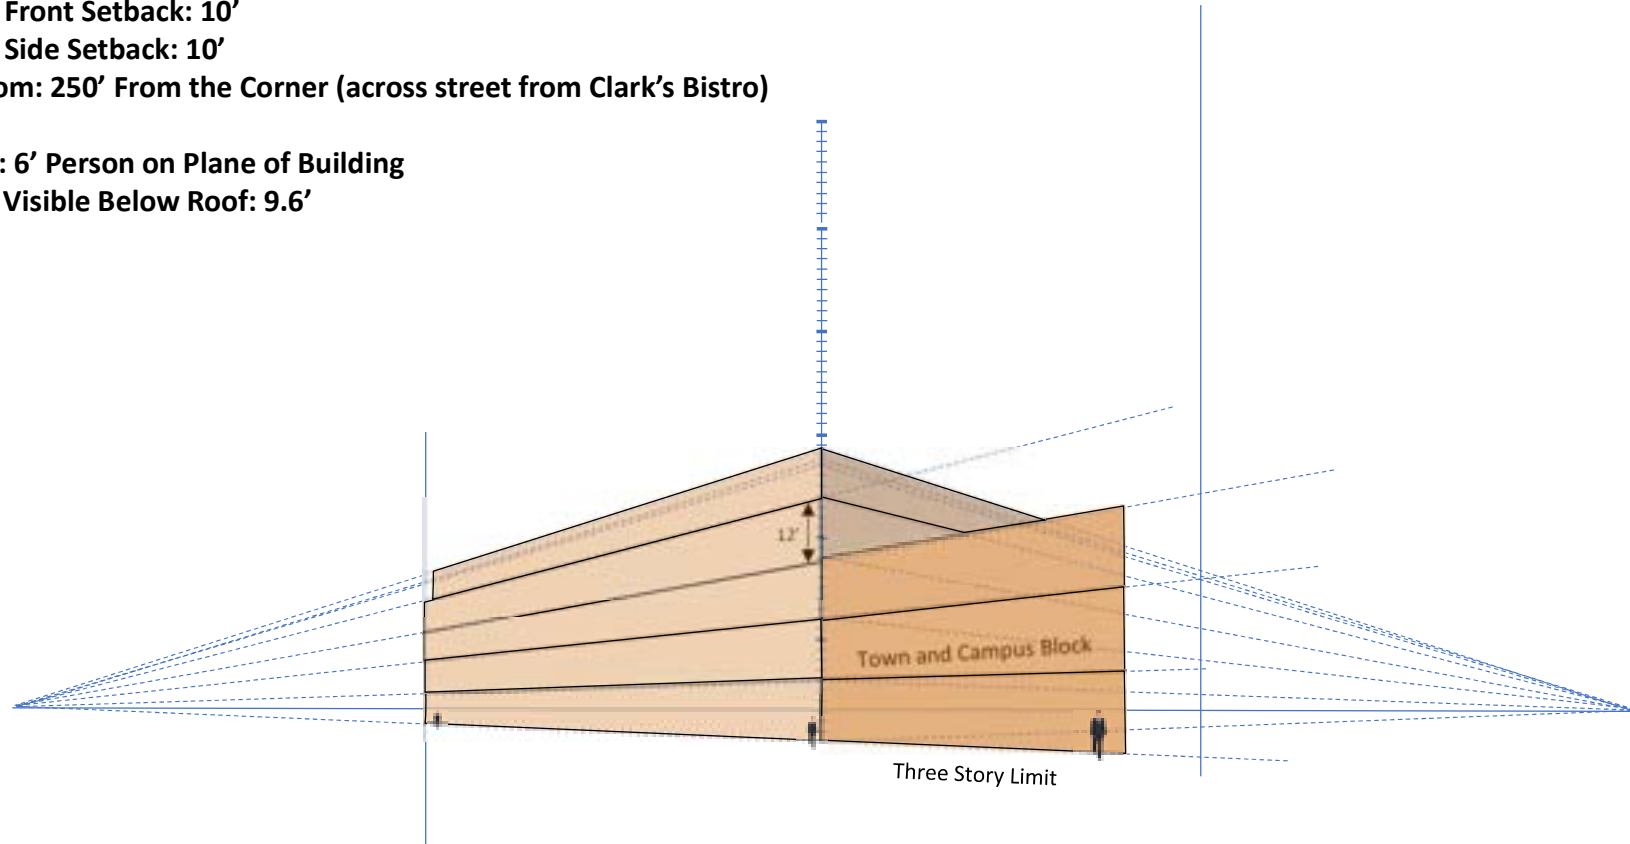 Front Setback: 10’
Side Setback: 10’
om: 250’ From the Corner (across street from Clark’s Bistro)
: 6’ Person on Plane of Building
Visible Below Roof: 9.6’
12’
Town and Campus Block
Three Story Limit